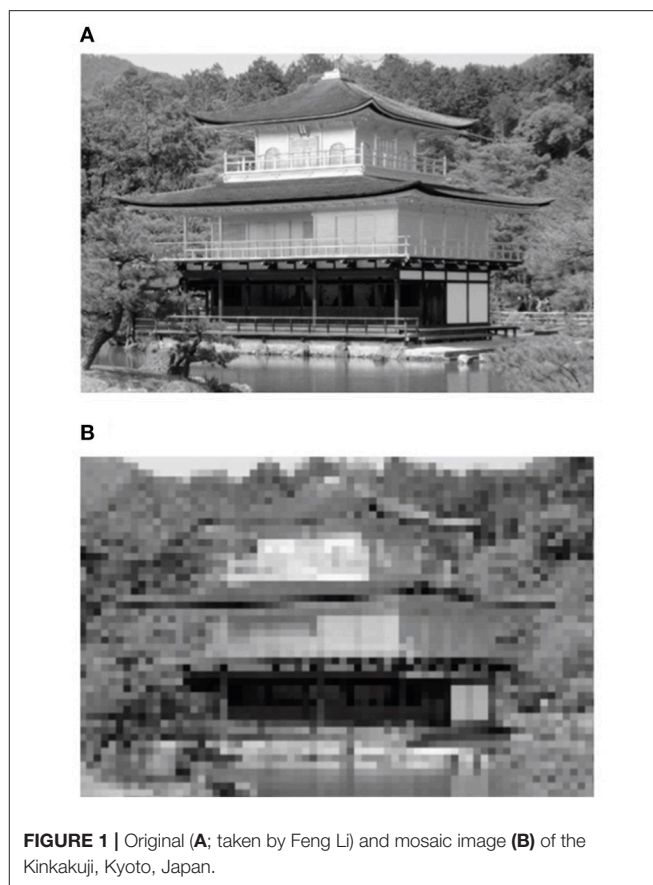 A
B
FIGURE 1 | Original (A; taken by Feng Li) and mosaic image (B) of the
Kinkakuji, Kyoto, Japan.